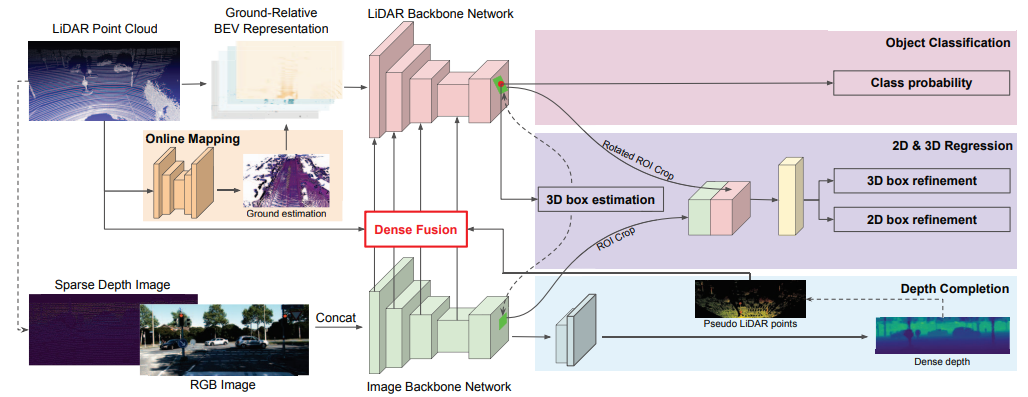 LiDAR Point Cloud
Ground-Relative
BEV Representation
LiDAR Backbone Network
Object Classification
Class probability
Online Mapping
Ground estimation
2D & 3D Regression
Rotated ROI Crop
3D box estimation
3D box refinement
2D box refinement
Dense Fusion
ROI Crop
Sparse Depth Image
Concat
RGB Image
Image Backbone Network
Depth Completion
Pseudo LiDAR points
Dense depth